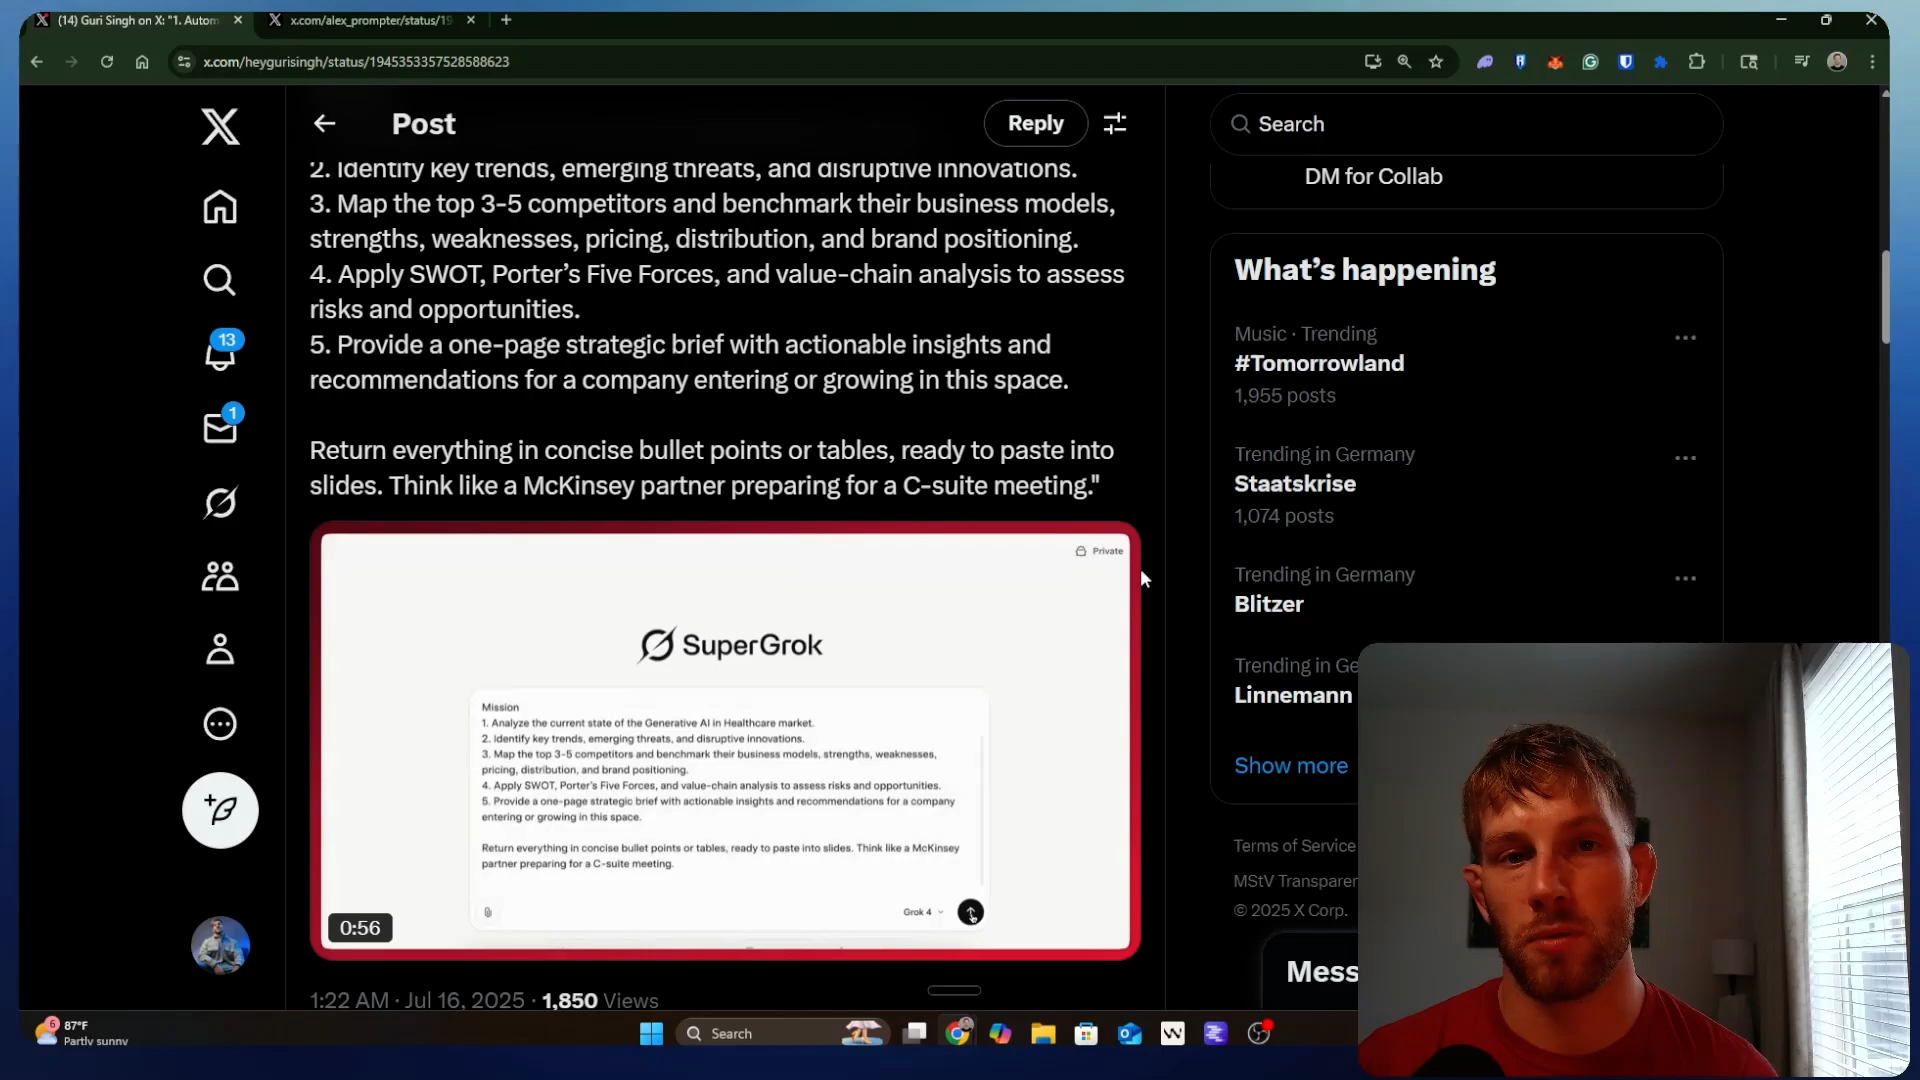 (14) Guri Singh on X: "1. Autom
x.com/alex_prompter/status/19
x.com/heygurisingh/status/1945353357528588623
Post
Reply
Search
2. Identify key trends, emerging threats, and disruptive innovations.
3. Map the top 3-5 competitors and benchmark their business models,
strengths, weaknesses, pricing, distribution, and brand positioning.
4. Apply SWOT, Porter's Five Forces, and value-chain analysis to assess
risks and opportunities.
5. Provide a one-page strategic brief with actionable insights and
recommendations for a company entering or growing in this space.
Return everything in concise bullet points or tables, ready to paste into
slides. Think like a McKinsey partner preparing for a C-suite meeting."
13
1
Private
SuperGrok
Mission
1. Analyze the current state of the Generative AI in Healthcare market.
2. Identify key trends, emerging threats, and disruptive innovations.
3. Map the top 3-5 competitors and benchmark their business models, strengths, weaknesses,
pricing, distribution, and brand positioning.
4. Apply SWOT, Porter's Five Forces, and value-chain analysis to assess risks and opportunities.
5. Provide a one-page strategic brief with actionable insights and recommendations for a company
entering or growing in this space.
Return everything in concise bullet points or tables, ready to paste into slides. Think like a McKinsey
partner preparing for a C-suite meeting.
Grok 4
0:56
1:22 AM · Jul 16, 2025 · 1,850 Views
DM for Collab
What's happening
Music · Trending
#Tomorrowland
1,955 posts
Trending in Germany
Staatskrise
1,074 posts
Trending in Germany
Blitzer
Trending in Ge
Linnemann
Show more
Terms of Service
MStV Transparen
© 2025 X Corp.
Mess
6
87°F
Partly sunny
Search